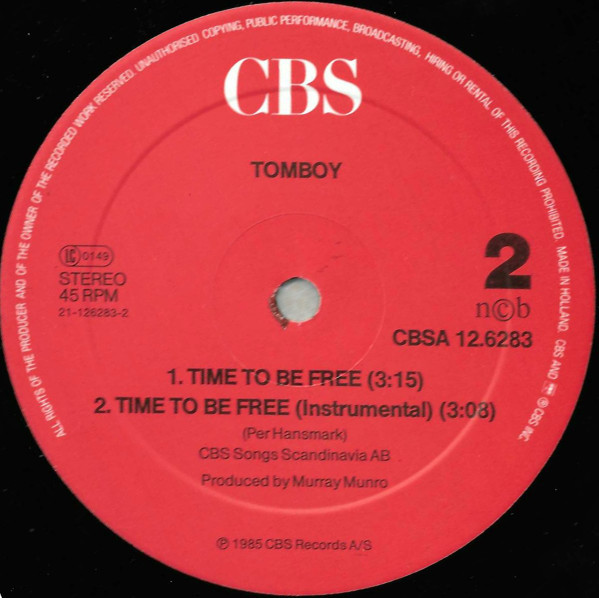 ALL RIGHTS OF THE PRODUCER AND OF THE OWNER OF THE RECORDED WORK RESERVED. UNAUTHORISED COPYING, PUBLIC PERFORMANCE, BROADCASTING, HIRING OR RENTAL OF THIS RECORDING PROHIBITED. MADE IN HOLLAND. CBS AND ℗ CBS INC.
CBS
TOMBOY
LC 0149
STEREO
45 RPM
21-126283-2
2
n©b
CBSA 12.6283
1. TIME TO BE FREE (3:15)
2. TIME TO BE FREE (Instrumental) (3:08)
(Per Hansmark)
CBS Songs Scandinavia AB
Produced by Murray Munro
℗ 1985 CBS Records A/S